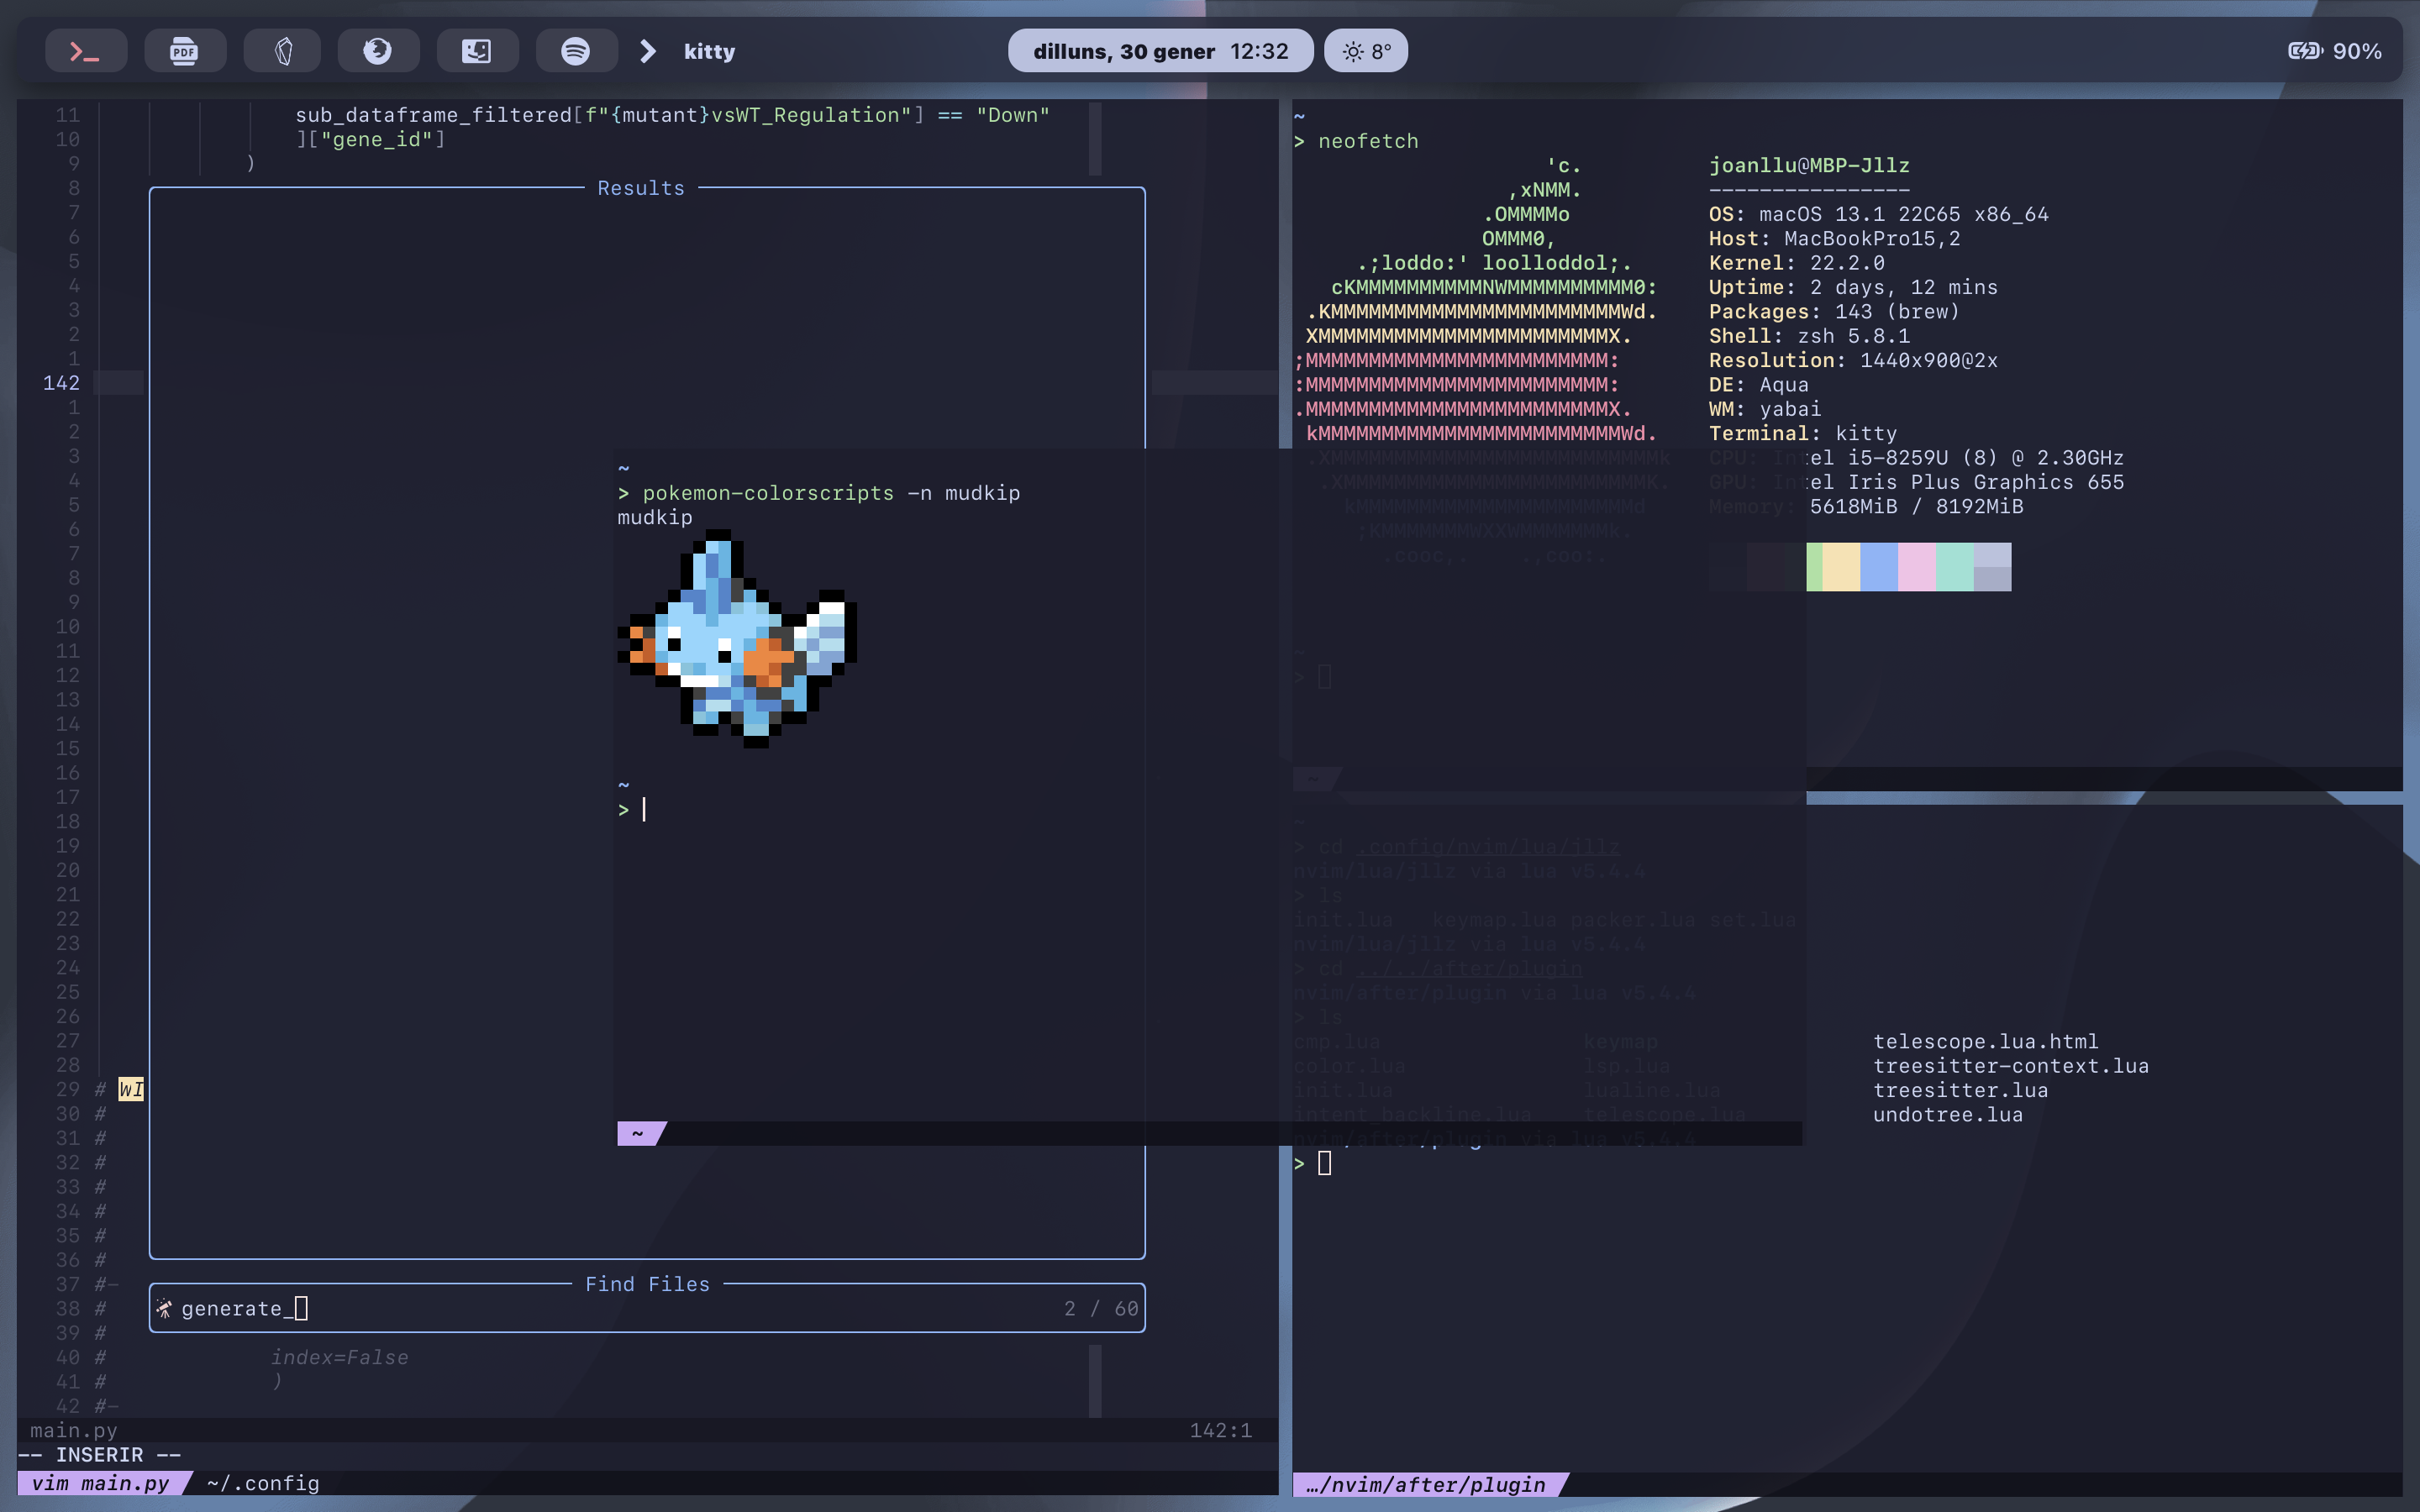 PDF
kitty
dilluns, 30 gener 12:32
8°
90%
11 sub_dataframe_filtered[f"{mutant}vsWT_Regulation"] == "Down"
10 ]["gene_id"]
9 )
8
7
6
5
4
3
2
1
142
1
2
3
4
5
6
7
8
9
10
11
12
13
14
15
16
17
18
19
20
21
22
23
24
25
26
27
28
29 # WI
30 #
31 #
32 #
33 #
34 #
35 #
36 #
37 #-
38 #
39 #
40 # index=False
41 # )
42 #-
Results
Find Files
generate_ 2 / 60
main.py 142:1
-- INSERIR --
vim main.py ~/.config
~
> pokemon-colorscripts -n mudkip
mudkip
~
>
~
~
> neofetch
'c.
,xNMM.
.OMMMMo
OMMM0,
.;loddo:' loolloddol;.
cKMMMMMMMMMMNWMMMMMMMMMM0:
.KMMMMMMMMMMMMMMMMMMMMMMMWd.
XMMMMMMMMMMMMMMMMMMMMMMMX.
;MMMMMMMMMMMMMMMMMMMMMMMM:
:MMMMMMMMMMMMMMMMMMMMMMMM:
.MMMMMMMMMMMMMMMMMMMMMMMMX.
kMMMMMMMMMMMMMMMMMMMMMMMMWd.
.XMMMMMMMMMMMMMMMMMMMMMMMMMMk
.XMMMMMMMMMMMMMMMMMMMMMMMMK.
kMMMMMMMMMMMMMMMMMMMMMMd
;KMMMMMMMWXXWMMMMMMMk.
.cooc,. .,coo:.
joanllu@MBP-Jllz
----------------
OS: macOS 13.1 22C65 x86_64
Host: MacBookPro15,2
Kernel: 22.2.0
Uptime: 2 days, 12 mins
Packages: 143 (brew)
Shell: zsh 5.8.1
Resolution: 1440x900@2x
DE: Aqua
WM: yabai
Terminal: kitty
CPU: Intel i5-8259U (8) @ 2.30GHz
GPU: Intel Iris Plus Graphics 655
Memory: 5618MiB / 8192MiB
~
>
~
~
> cd .config/nvim/lua/jllz
nvim/lua/jllz via lua v5.4.4
> ls
init.lua keymap.lua packer.lua set.lua
nvim/lua/jllz via lua v5.4.4
> cd ../../after/plugin
nvim/after/plugin via lua v5.4.4
> ls
cmp.lua keymap telescope.lua.html
color.lua lsp.lua treesitter-context.lua
init.lua lualine.lua treesitter.lua
intent_backline.lua telescope.lua undotree.lua
nvim/after/plugin via lua v5.4.4
>
…/nvim/after/plugin